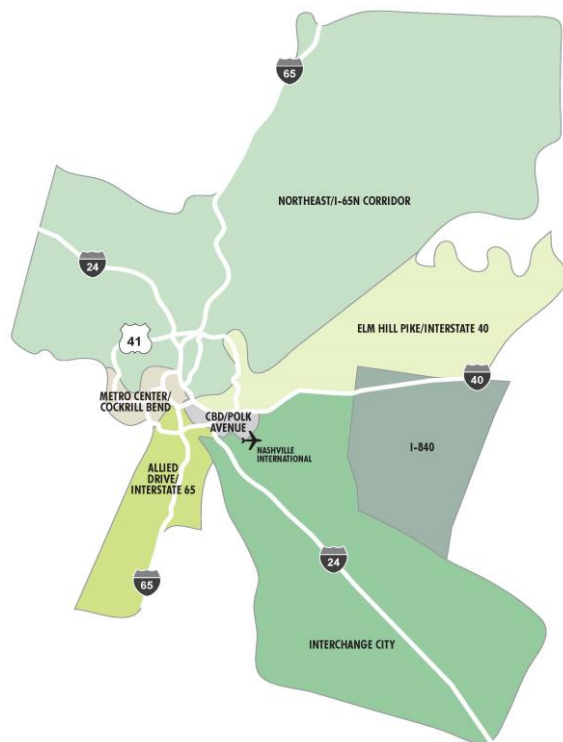 65
NORTHEAST/I-65N CORRIDOR
24
41
ELM HILL PIKE/INTERSTATE 40
40
METRO CENTER/
COCKRILL BEND
CBD/POLK
AVENUE
NASHVILLE
INTERNATIONAL
I-840
ALLIED
DRIVE/
INTERSTATE 65
24
65
INTERCHANGE CITY